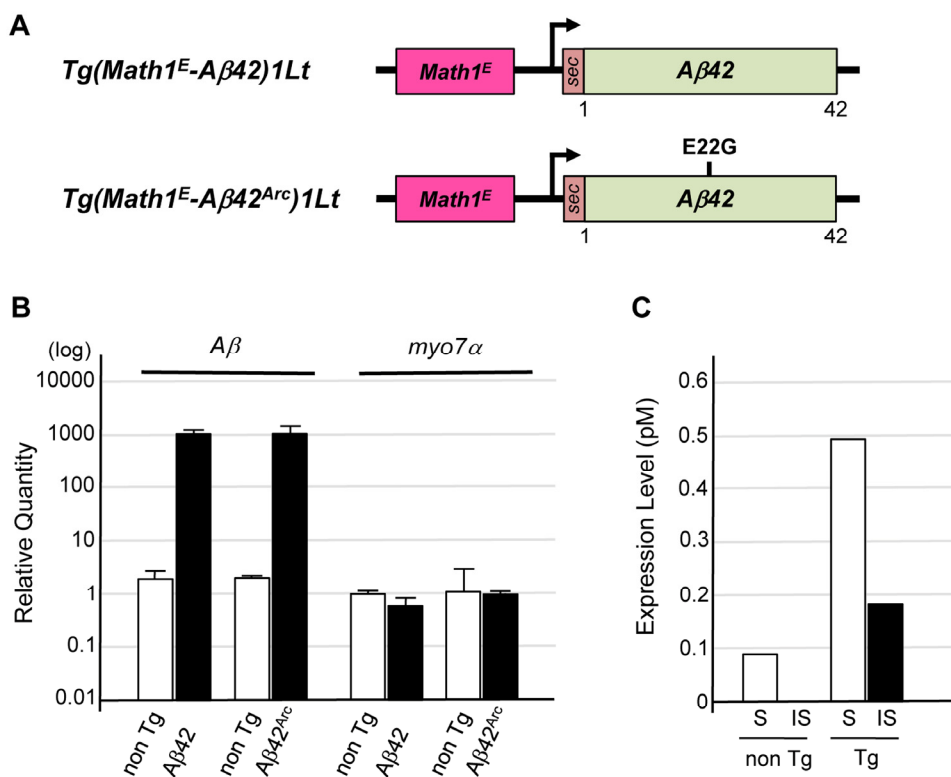 A
Tg(Math1ᴱ-Aβ42)1Lt
Math1ᴱ
sec
Aβ42
1
42
E22G
Tg(Math1ᴱ-Aβ42ᴬʳᶜ)1Lt
Math1ᴱ
sec
Aβ42
1
42
B
(log)
Aβ
myo7α
10000
1000
100
10
1
0.1
0.01
Relative Quantity
non Tg
Aβ42
non Tg
Aβ42ᴬʳᶜ
non Tg
Aβ42
non Tg
Aβ42ᴬʳᶜ
C
0.6
0.5
0.4
0.3
0.2
0.1
0
Expression Level (pM)
S IS S IS
non Tg Tg